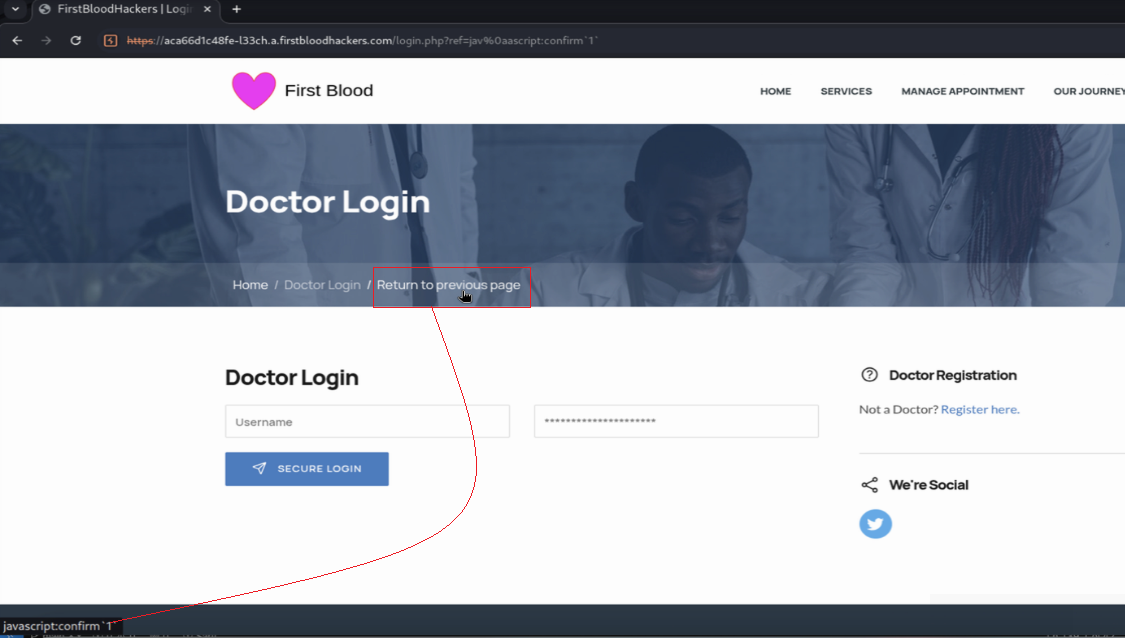 FirstBloodHackers | Login
https://aca66d1c48fe-l33ch.a.firstbloodhackers.com/login.php?ref=jav%0aascript:confirm`1`
First Blood
HOME SERVICES MANAGE APPOINTMENT OUR JOURNEY
Doctor Login
Home / Doctor Login / Return to previous page
Doctor Login
Username
*********************
SECURE LOGIN
Doctor Registration
Not a Doctor? Register here.
We're Social
javascript:confirm`1`